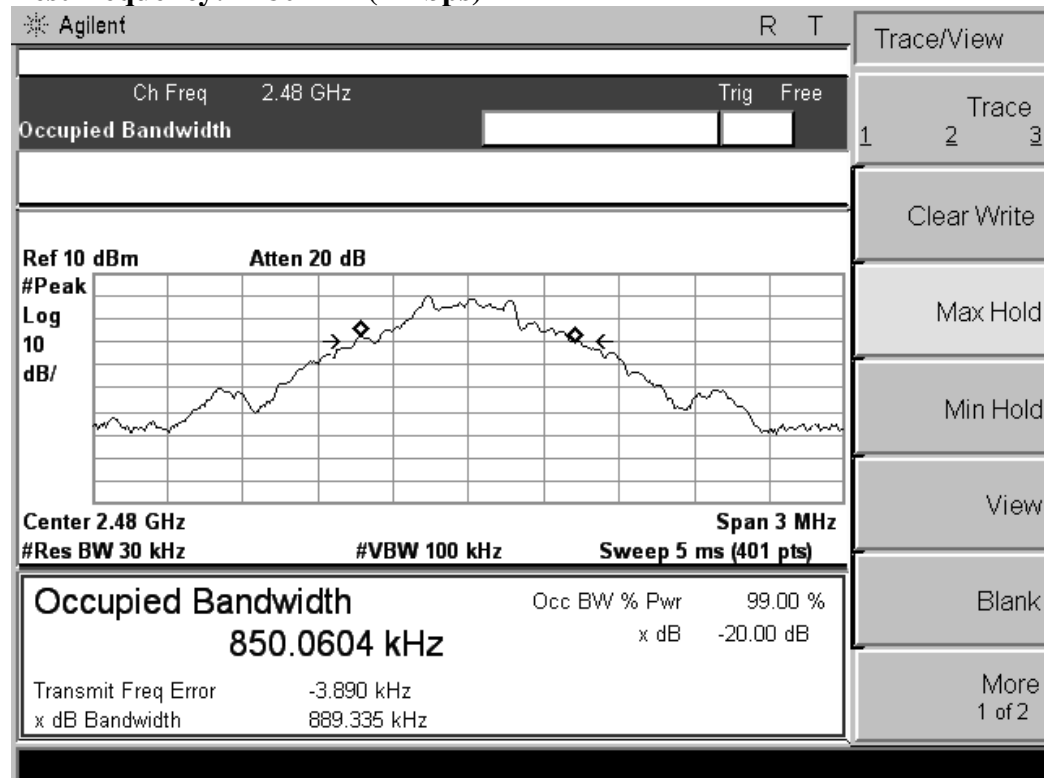 Agilent
R T
Trace/View
Ch Freq 2.48 GHz Trig Free
Occupied Bandwidth
Trace
1 2 3
Clear Write
Max Hold
Min Hold
View
Blank
More
1 of 2
Ref 10 dBm Atten 20 dB
#Peak
Log
10
dB/
Center 2.48 GHz Span 3 MHz
#Res BW 30 kHz #VBW 100 kHz Sweep 5 ms (401 pts)
Occupied Bandwidth Occ BW % Pwr 99.00 %
850.0604 kHz x dB -20.00 dB
Transmit Freq Error -3.890 kHz
x dB Bandwidth 889.335 kHz